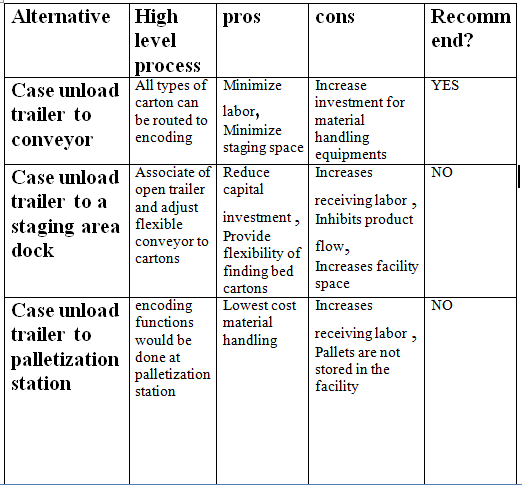 Alternative
High
level
process
pros
cons
Recomm
end?
Case unload
trailer to
conveyor
All types of
carton can
be routed to
encoding
Minimize
labor,
Minimize
staging space
Increase
investment for
material
handling
equipments
YES
Case unload
trailer to a
staging area
dock
Associate of
open trailer
and adjust
flexible
conveyor to
cartons
Reduce
capital
investment ,
Provide
flexibility of
finding bed
cartons
Increases
receiving labor ,
Inhibits product
flow,
Increases facility
space
NO
Case unload
trailer to
palletization
station
encoding
functions
would be
done at
palletization
station
Lowest cost
material
handling
Increases
receiving labor ,
Pallets are not
stored in the
facility
NO